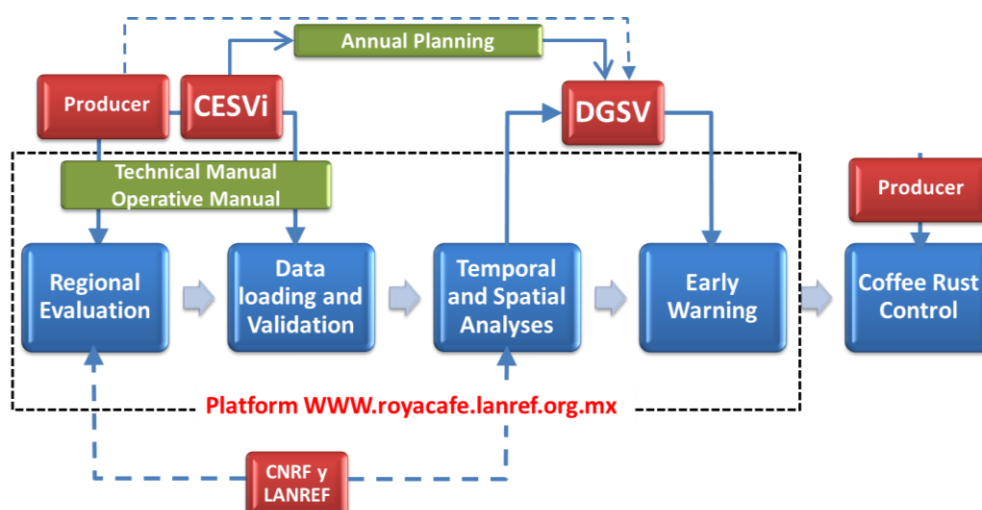 Annual Planning
Producer
CESVi
DGSV
Technical Manual
Operative Manual
Producer
Regional
Evaluation
Data
loading and
Validation
Temporal
and Spatial
Analyses
Early
Warning
Coffee Rust
Control
Platform WWW.royacafe.lanref.org.mx
CNRF y
LANREF